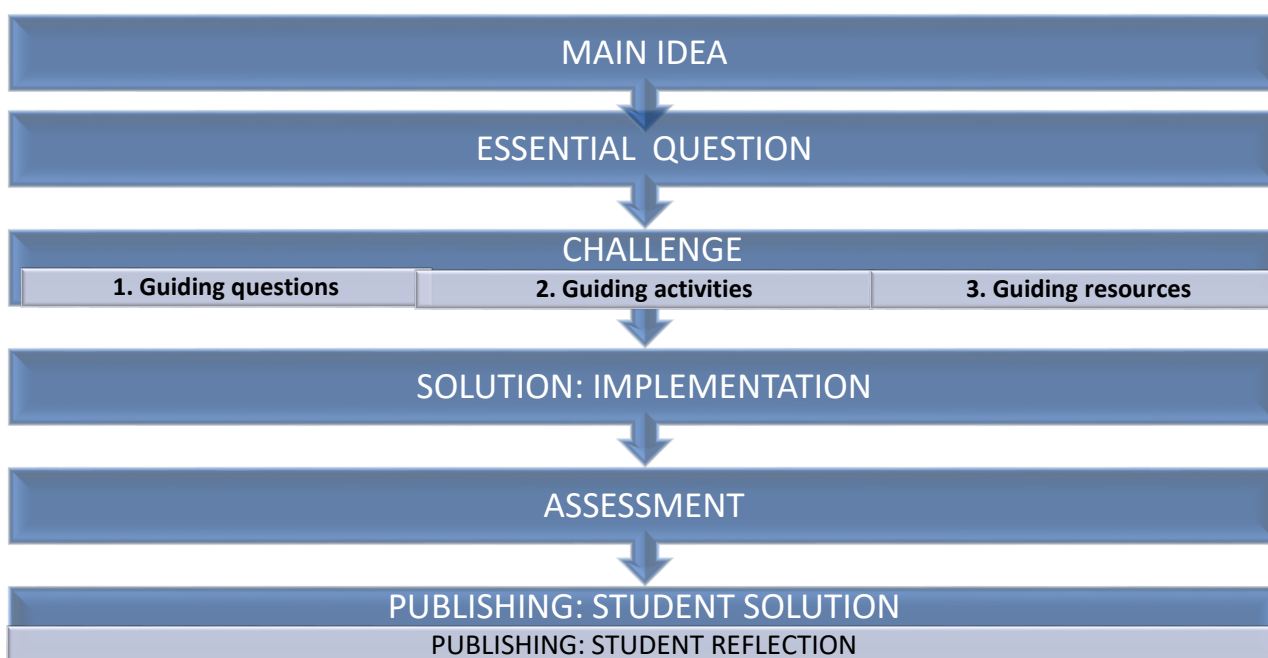 MAIN IDEA
ESSENTIAL QUESTION
CHALLENGE
1. Guiding questions
2. Guiding activities
3. Guiding resources
SOLUTION: IMPLEMENTATION
ASSESSMENT
PUBLISHING: STUDENT SOLUTION
PUBLISHING: STUDENT REFLECTION